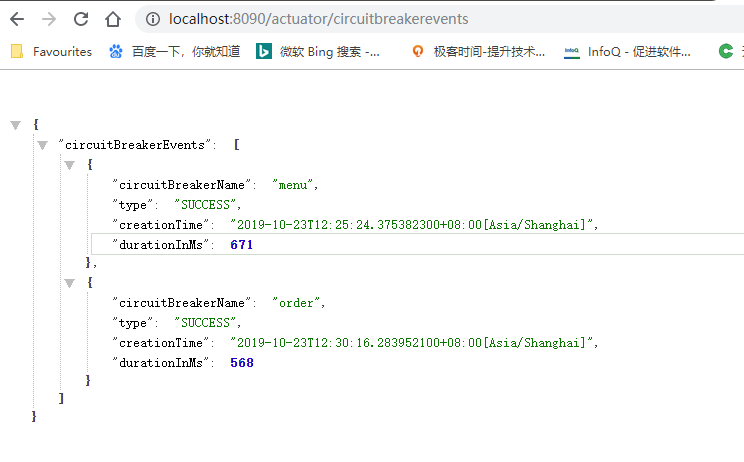 localhost:8090/actuator/circuitbreakerevents
Favourites 百度一下，你就知道 微软 Bing 搜索 -... 极客时间-提升技术... InfoQ InfoQ - 促进软件...
{
"circuitBreakerEvents": [
{
"circuitBreakerName": "menu",
"type": "SUCCESS",
"creationTime": "2019-10-23T12:25:24.375382300+08:00[Asia/Shanghai]",
"durationInMs": 671
},
{
"circuitBreakerName": "order",
"type": "SUCCESS",
"creationTime": "2019-10-23T12:30:16.283952100+08:00[Asia/Shanghai]",
"durationInMs": 568
}
]
}